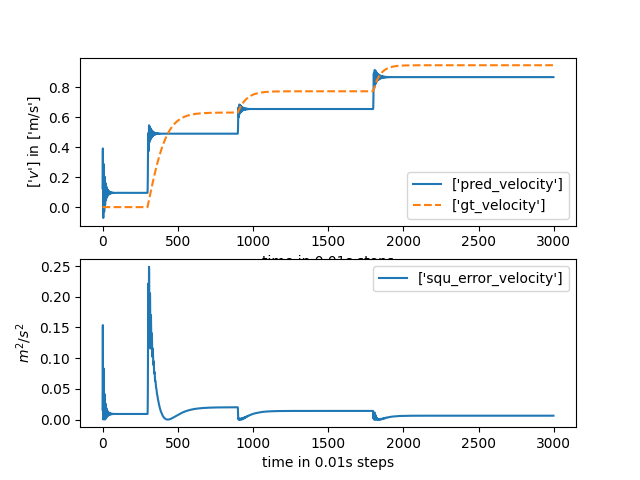 ['v'] in ['m/s']
0.8
0.6
0.4
0.2
0.0
['pred_velocity']
['gt_velocity']
0 500 1000 1500 2000 2500 3000
time in 0.01s steps
m²/s²
0.25
0.20
0.15
0.10
0.05
0.00
['squ_error_velocity']
0 500 1000 1500 2000 2500 3000
time in 0.01s steps